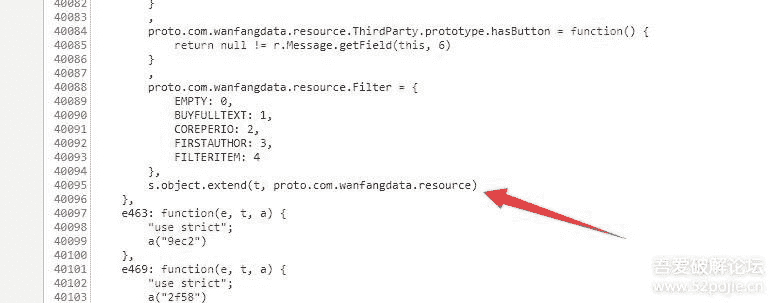 40082 }
40083 ,
40084 proto.com.wanfangdata.resource.ThirdParty.prototype.hasButton = function() {
40085 return null != r.Message.getField(this, 6)
40086 }
40087 ,
40088 proto.com.wanfangdata.resource.Filter = {
40089 EMPTY: 0,
40090 BUYFULLTEXT: 1,
40091 COREPERIO: 2,
40092 FIRSTAUTHOR: 3,
40093 FILTERITEM: 4
40094 },
40095 s.object.extend(t, proto.com.wanfangdata.resource)
40096 },
40097 e463: function(e, t, a) {
40098 "use strict";
40099 a("9ec2")
40100 },
40101 e469: function(e, t, a) {
40102 "use strict";
40103 a("2f58")
吾爱破解论坛
www.52pojie.cn